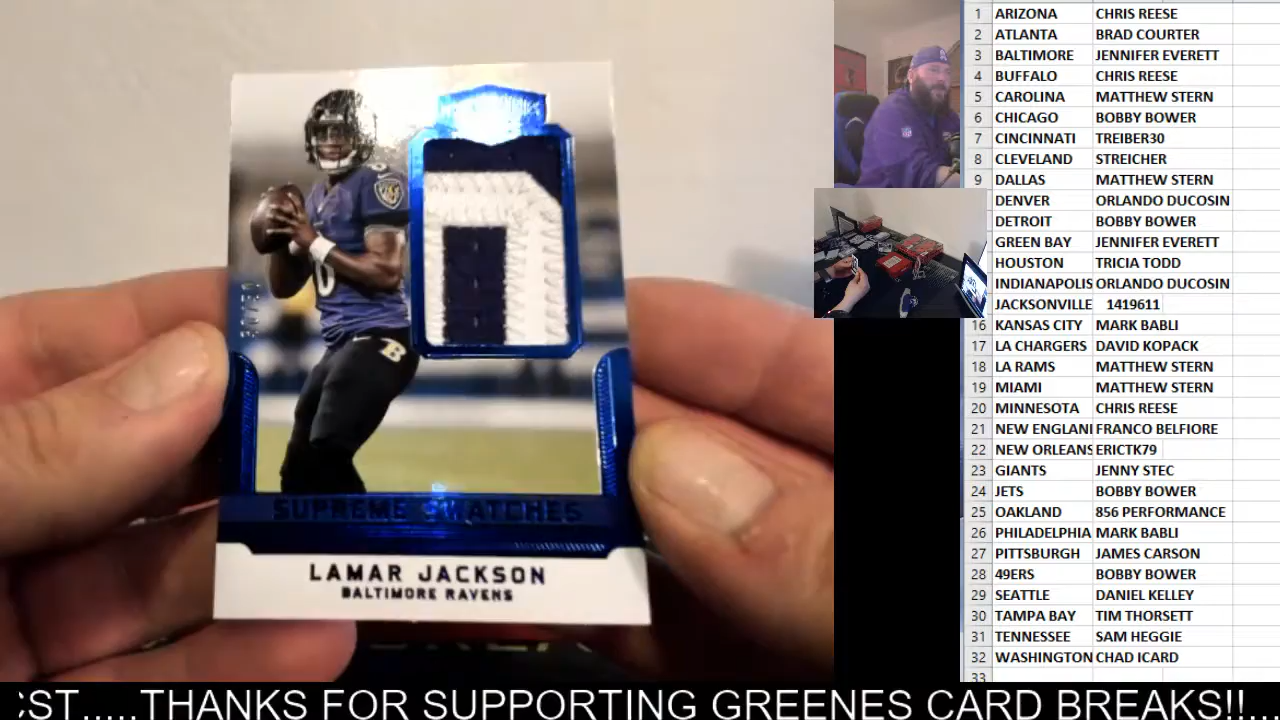 SUPREME SWATCHES
LAMAR JACKSON
BALTIMORE RAVENS
1 ARIZONA CHRIS REESE
2 ATLANTA BRAD COURTER
3 BALTIMORE JENNIFER EVERETT
4 BUFFALO CHRIS REESE
5 CAROLINA MATTHEW STERN
6 CHICAGO BOBBY BOWER
7 CINCINNATI TREIBER30
8 CLEVELAND STREICHER
9 DALLAS MATTHEW STERN
DENVER ORLANDO DUCOSIN
DETROIT BOBBY BOWER
GREEN BAY JENNIFER EVERETT
HOUSTON TRICIA TODD
INDIANAPOLIS ORLANDO DUCOSIN
JACKSONVILLE 1419611
16 KANSAS CITY MARK BABLI
17 LA CHARGERS DAVID KOPACK
18 LA RAMS MATTHEW STERN
19 MIAMI MATTHEW STERN
20 MINNESOTA CHRIS REESE
21 NEW ENGLANI FRANCO BELFIORE
22 NEW ORLEANS ERICTK79
23 GIANTS JENNY STEC
24 JETS BOBBY BOWER
25 OAKLAND 856 PERFORMANCE
26 PHILADELPHIA MARK BABLI
27 PITTSBURGH JAMES CARSON
28 49ERS BOBBY BOWER
29 SEATTLE DANIEL KELLEY
30 TAMPA BAY TIM THORSETT
31 TENNESSEE SAM HEGGIE
32 WASHINGTON CHAD ICARD
33
CST.....THANKS FOR SUPPORTING GREENES CARD BREAKS!!...